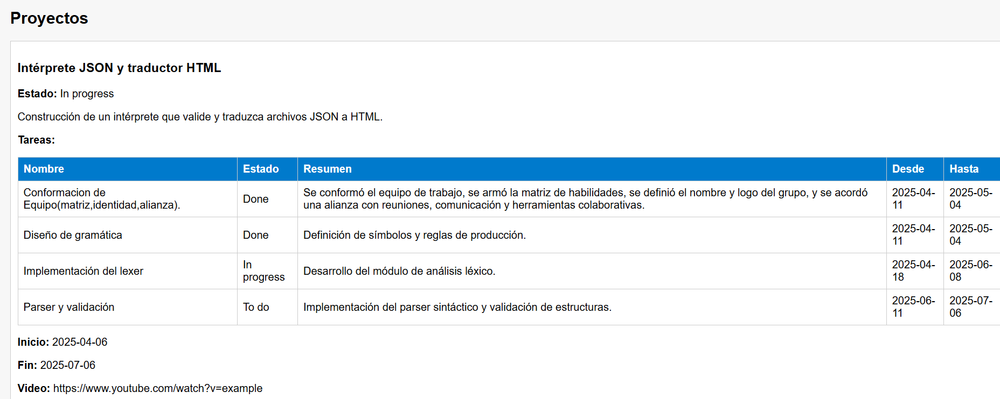 Proyectos
Intérprete JSON y traductor HTML
Estado: In progress
Construcción de un intérprete que valide y traduzca archivos JSON a HTML.
Tareas:
Nombre Estado Resumen Desde Hasta
Conformacion de Equipo(matriz,identidad,alianza). Done Se conformó el equipo de trabajo, se armó la matriz de habilidades, se definió el nombre y logo del grupo, y se acordó una alianza con reuniones, comunicación y herramientas colaborativas. 2025-04-11 2025-05-04
Diseño de gramática Done Definición de símbolos y reglas de producción. 2025-04-11 2025-05-04
Implementación del lexer In progress Desarrollo del módulo de análisis léxico. 2025-04-18 2025-06-08
Parser y validación To do Implementación del parser sintáctico y validación de estructuras. 2025-06-11 2025-07-06
Inicio: 2025-04-06
Fin: 2025-07-06
Video: https://www.youtube.com/watch?v=example